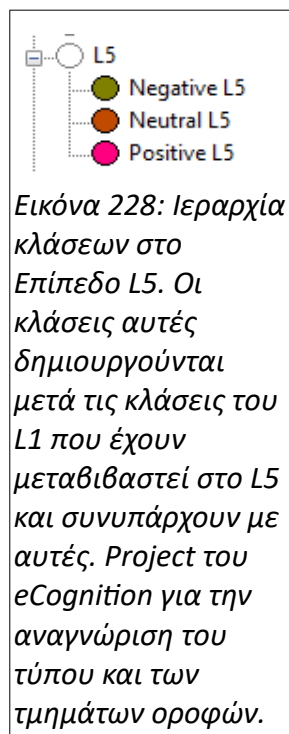 L5
Negative L5
Neutral L5
Positive L5
Εικόνα 228: Ιεραρχία
κλάσεων στο
Επίπεδο L5. Οι
κλάσεις αυτές
δημιουργούνται
μετά τις κλάσεις του
L1 που έχουν
μεταβιβαστεί στο L5
και συνυπάρχουν με
αυτές. Project του
eCognition για την
αναγνώριση του
τύπου και των
τμημάτων οροφών.